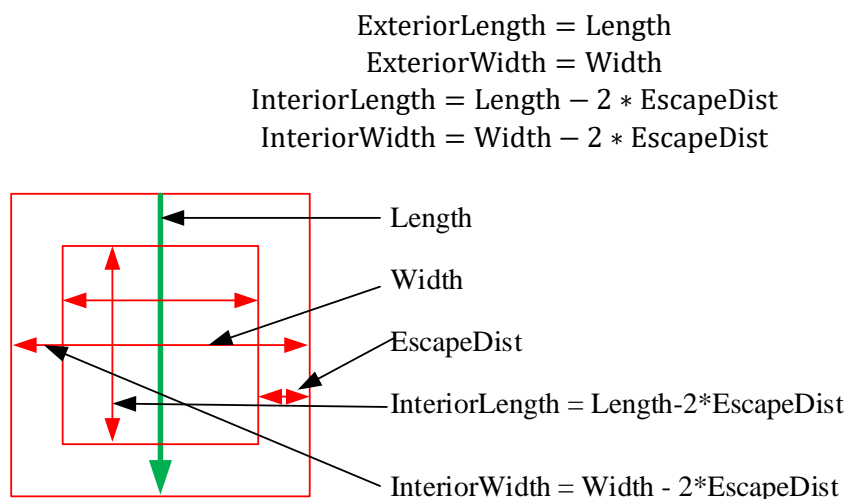 ExteriorLength = Length
ExteriorWidth = Width
InteriorLength = Length − 2 ∗ EscapeDist
InteriorWidth = Width − 2 ∗ EscapeDist
Length
Width
EscapeDist
InteriorLength = Length-2*EscapeDist
InteriorWidth = Width - 2*EscapeDist